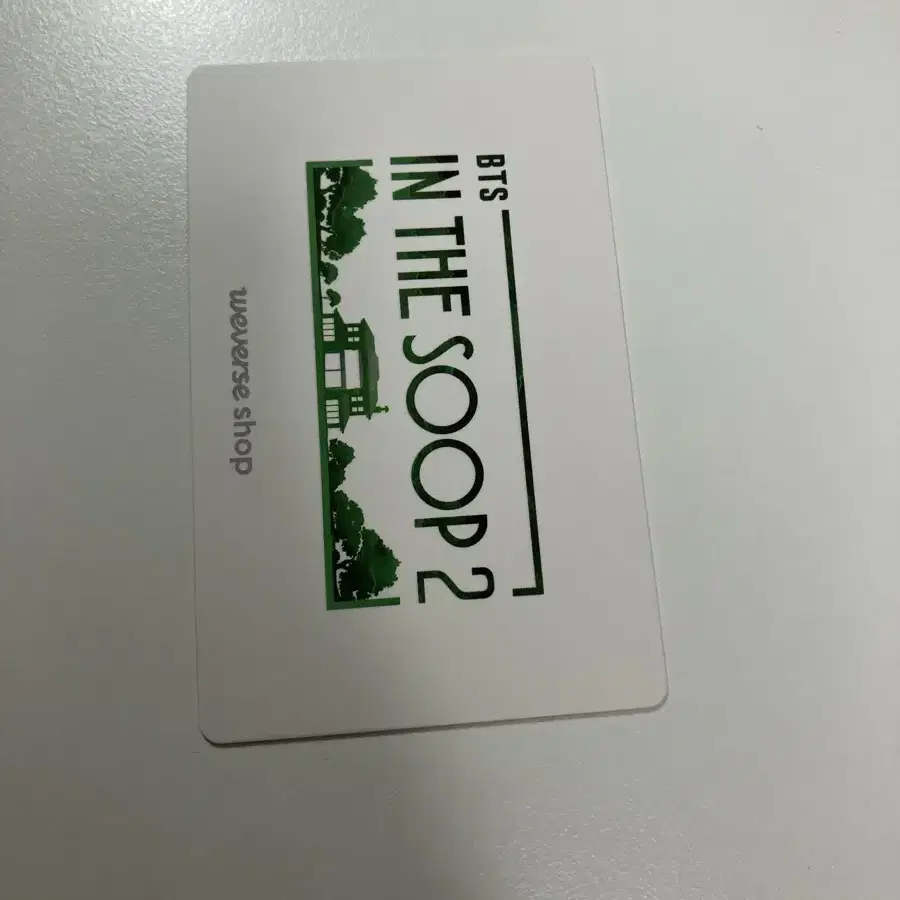 BTS
IN THE SOOP 2
weverse shop